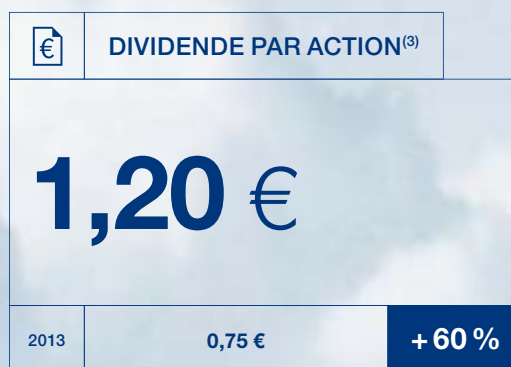 €
DIVIDENDE PAR ACTION(3)
1,20 €
2013
0,75 €
+ 60 %